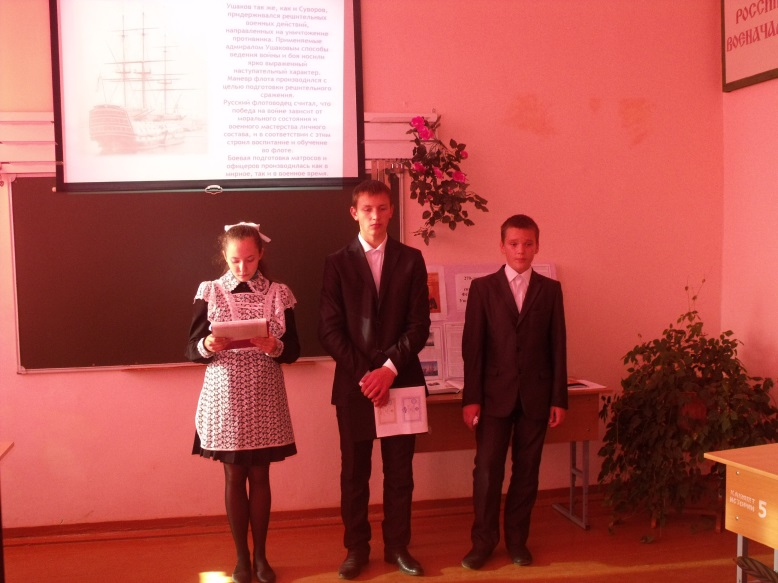 Ушаков так же, как и Суворов,
придерживался решительных
военных действий,
направленных на уничтожение
противника. Применяемые
адмиралом Ушаковым способы
ведения войны и боя носили
ярко выраженный
наступательный характер.
Маневр флота производился с
целью подготовки решительного
сражения.
Русский флотоводец считал, что
победа на войне зависит от
морального состояния и
военного мастерства личного
состава, и в соответствии с этим
строил воспитание и обучение
во флоте.
Боевая подготовка матросов и
офицеров производилась как в
мирное, так и в военное время.
РОССИ
ВОЕНАЧА
КАБИНЕТ
ИСТОРИИ 5